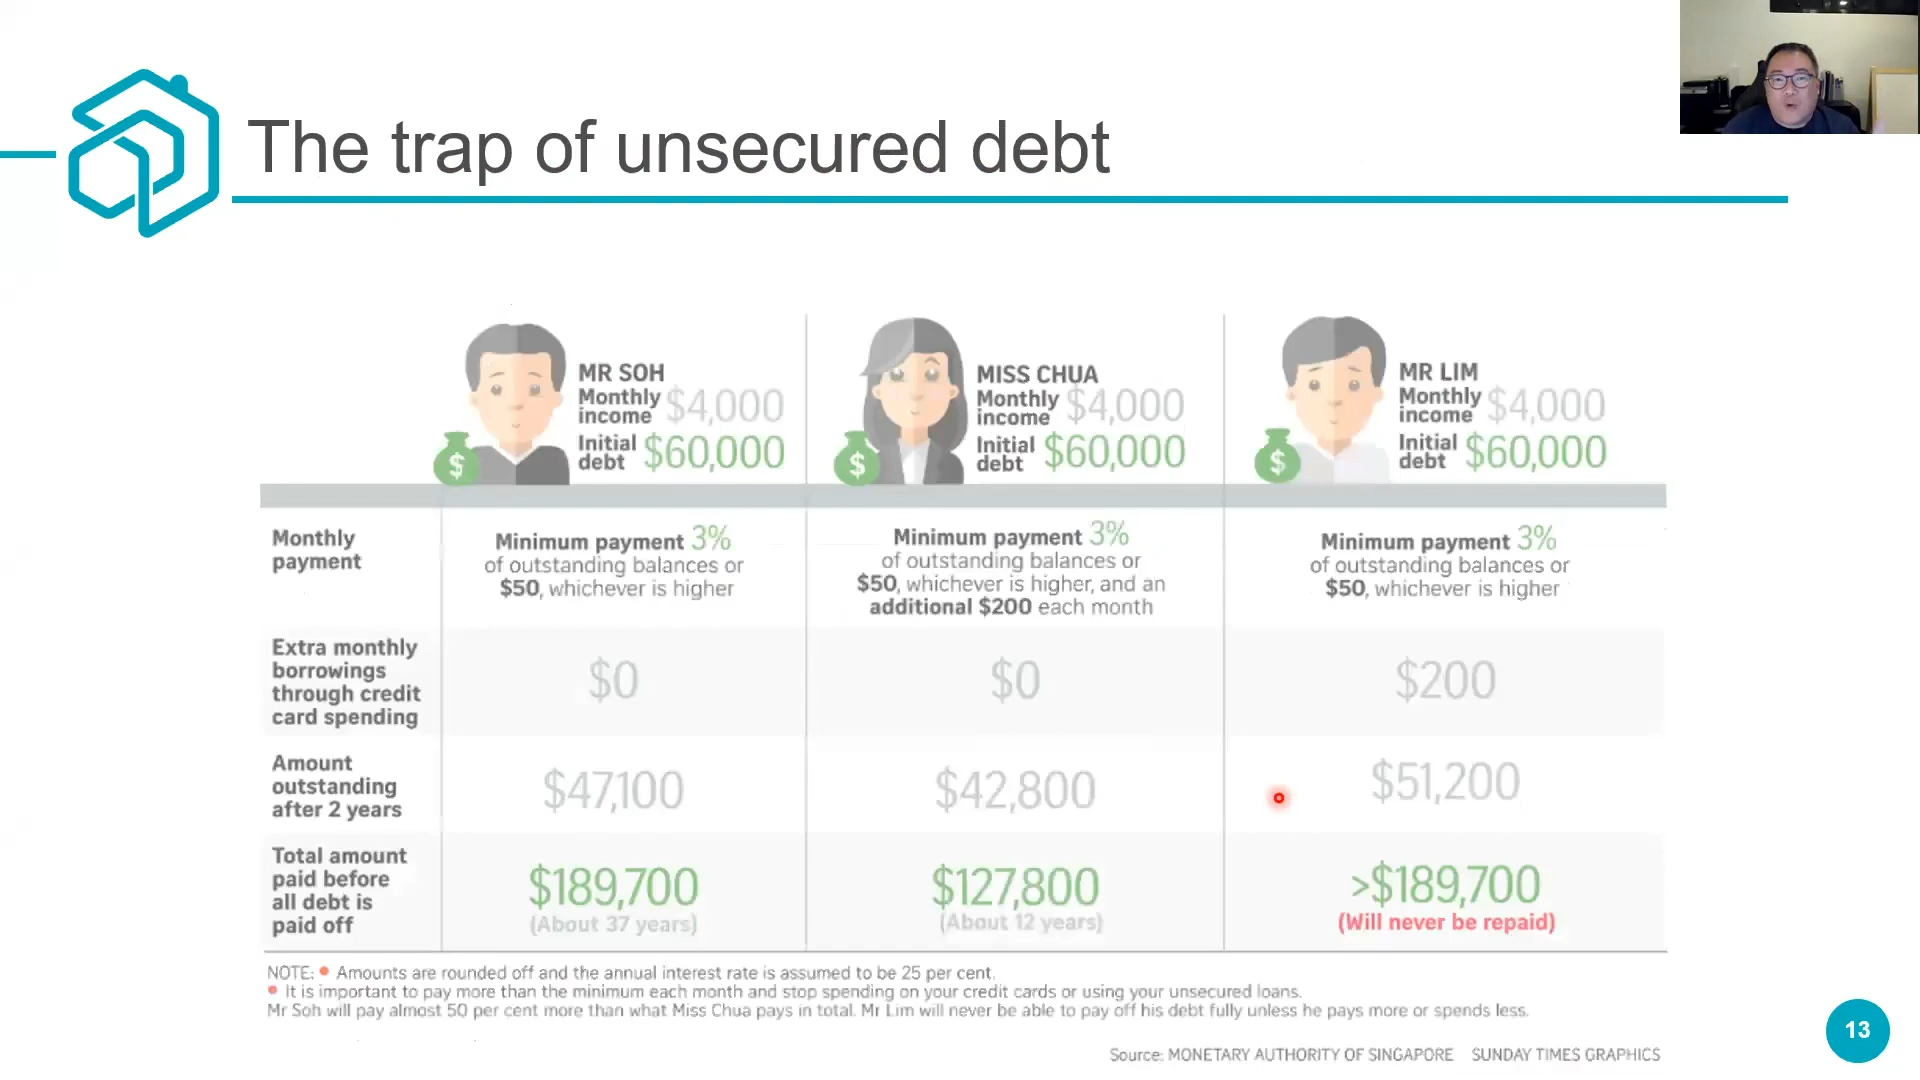 The trap of unsecured debt
MR SOH
Monthly
income $4,000
Initial
debt $60,000
MISS CHUA
Monthly
income $4,000
Initial
debt $60,000
MR LIM
Monthly
income $4,000
Initial
debt $60,000
$
$
$
Monthly
payment
Minimum payment 3%
of outstanding balances or
$50, whichever is higher
Minimum payment 3%
of outstanding balances or
$50, whichever is higher, and an
additional $200 each month
Minimum payment 3%
of outstanding balances or
$50, whichever is higher
Extra monthly
borrowings
through credit
card spending
$0
$0
$200
Amount
outstanding
after 2 years
$47,100
$42,800
$51,200
Total amount
paid before
all debt is
paid off
$189,700
(About 37 years)
$127,800
(About 12 years)
>$189,700
(Will never be repaid)
NOTE: • Amounts are rounded off and the annual interest rate is assumed to be 25 per cent.
• It is important to pay more than the minimum each month and stop spending on your credit cards or using your unsecured loans.
Mr Soh will pay almost 50 per cent more than what Miss Chua pays in total. Mr Lim will never be able to pay off his debt fully unless he pays more or spends less.
Source: MONETARY AUTHORITY OF SINGAPORE SUNDAY TIMES GRAPHICS
13